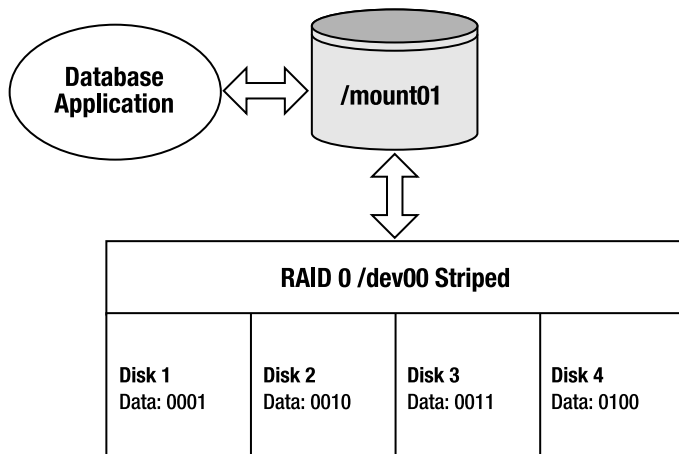 Database
Application
/mount01
RAID 0 /dev00 Striped
Disk 1
Data: 0001
Disk 2
Data: 0010
Disk 3
Data: 0011
Disk 4
Data: 0100